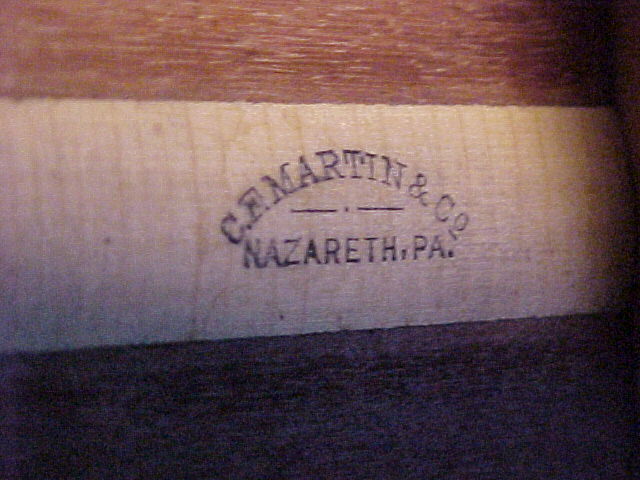 C.F. MARTIN & Co.
NAZARETH, PA.